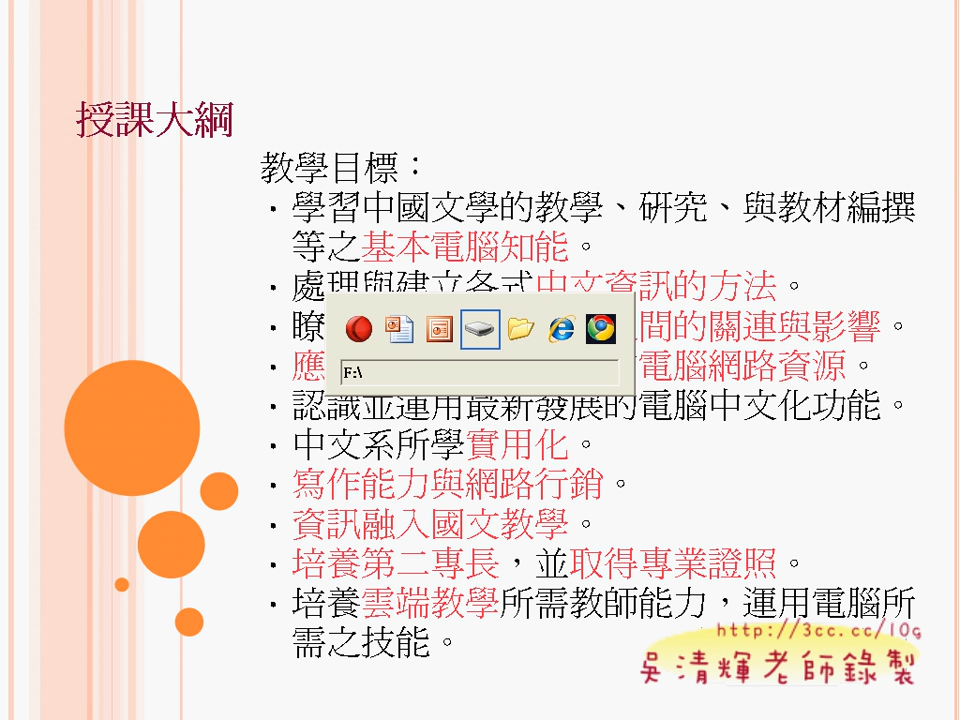 授課大綱
教學目標：
．學習中國文學的教學、研究、與教材編撰
等之基本電腦知能。
．處理與建立各式中文資訊的方法。
．瞭 間的關連與影響。
F:\
．應 電腦網路資源。
．認識並運用最新發展的電腦中文化功能。
．中文系所學實用化。
．寫作能力與網路行銷。
．資訊融入國文教學。
．培養第二專長，並取得專業證照。
．培養雲端教學所需教師能力，運用電腦所
需之技能。
http://3cc.cc/10g
吳清輝老師錄製